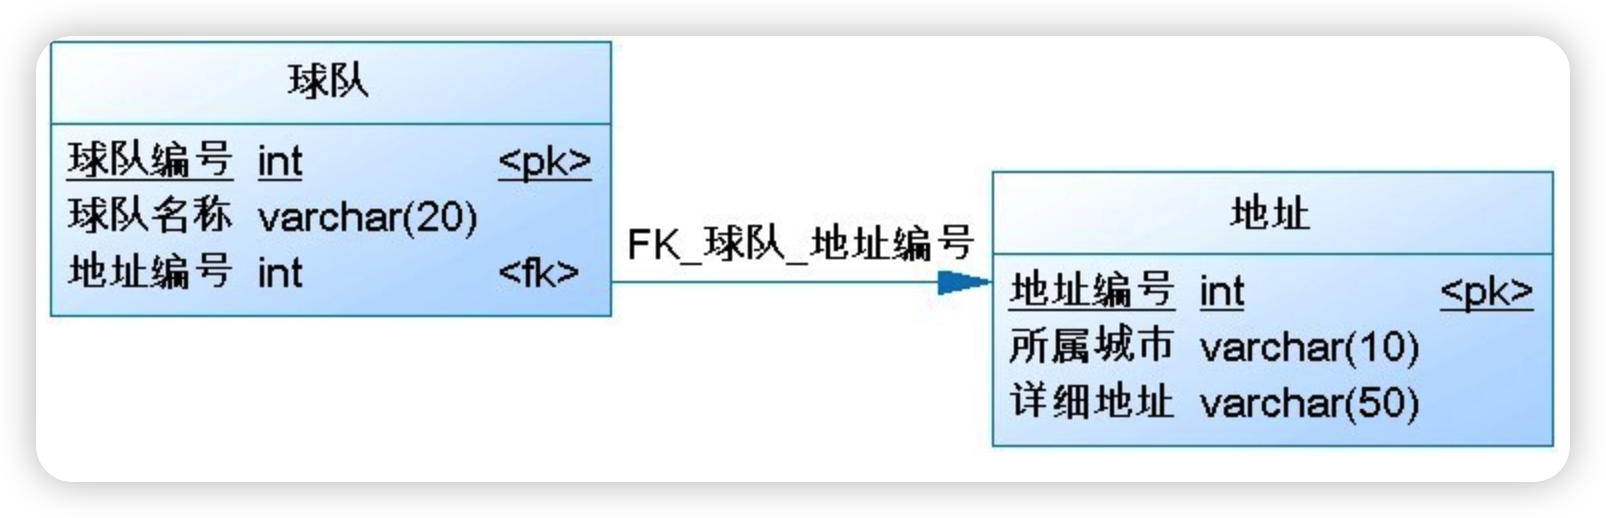 球队
球队编号 int <pk>
球队名称 varchar(20)
地址编号 int <fk>
FK_球队_地址编号
地址
地址编号 int <pk>
所属城市 varchar(10)
详细地址 varchar(50)